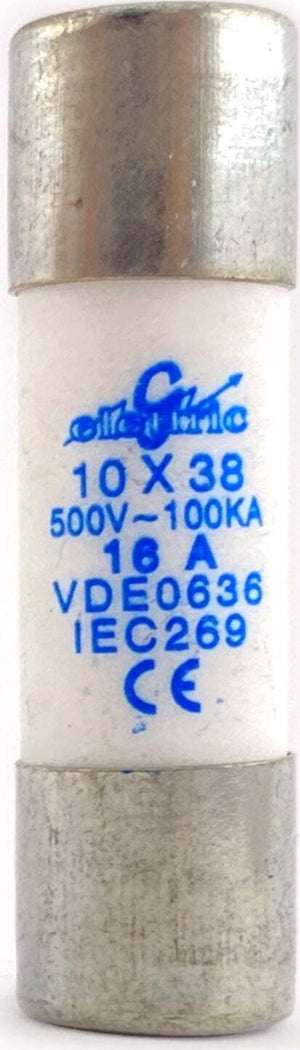 10 X 38
500V~100KA
16 A
VDE0636
IEC269
CE